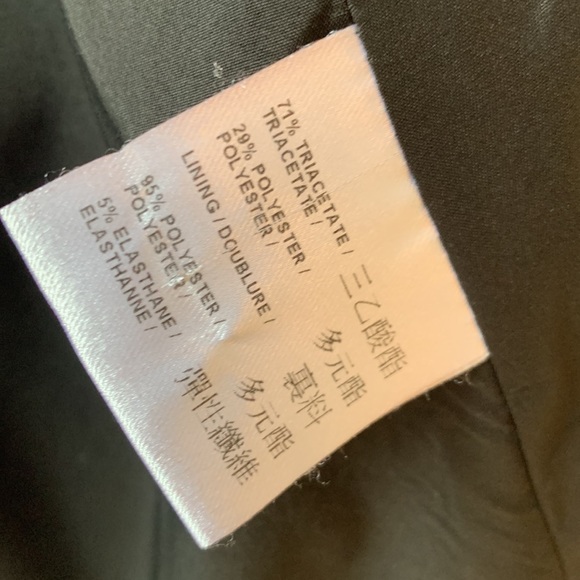 71% TRIACETATE /
TRIACETATE / 三乙酸酯
29% POLYESTER /
POLYESTER / 多元酯
LINING / DOUBLURE / 裏料
95% POLYESTER /
POLYESTER / 多元酯
5% ELASTHANE /
ELASTHANNE / 彈性纖維